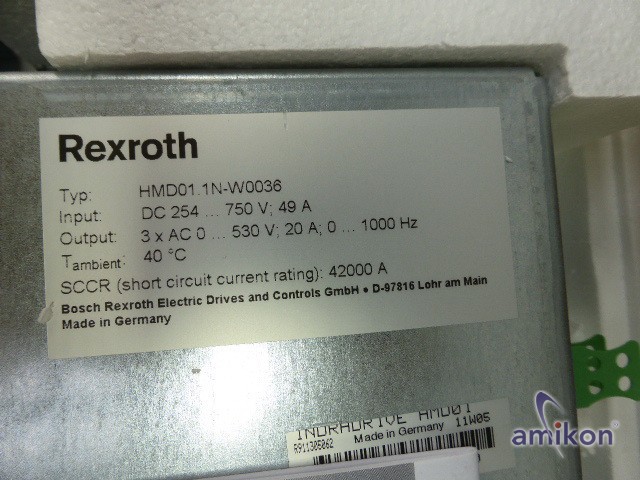 Rexroth
Typ: HMD01.1N-W0036
Input: DC 254 ... 750 V; 49 A
Output: 3 x AC 0 ... 530 V; 20 A; 0 ... 1000 Hz
Tambient: 40 °C
SCCR (short circuit current rating): 42000 A
Bosch Rexroth Electric Drives and Controls GmbH • D-97816 Lohr am Main
Made in Germany
INDRADRIVE HMD01
R911305062 Made in Germany 11W05
amikon